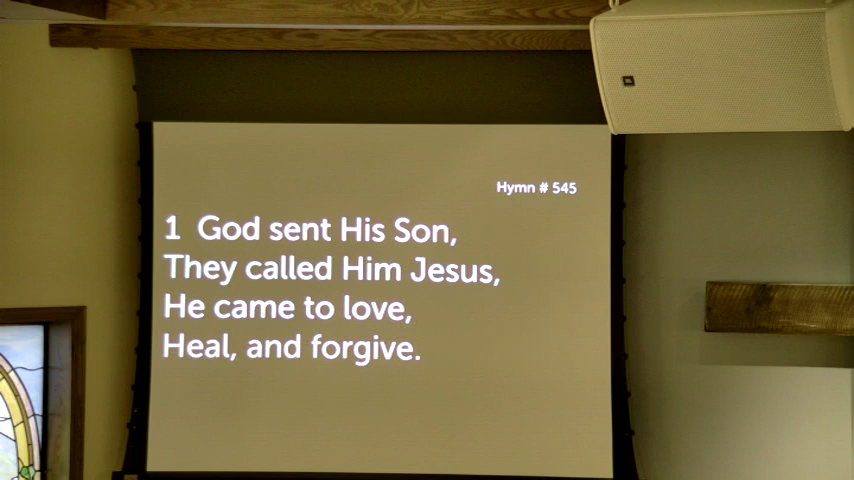 Hymn # 545
1 God sent His Son,
They called Him Jesus,
He came to love,
Heal, and forgive.